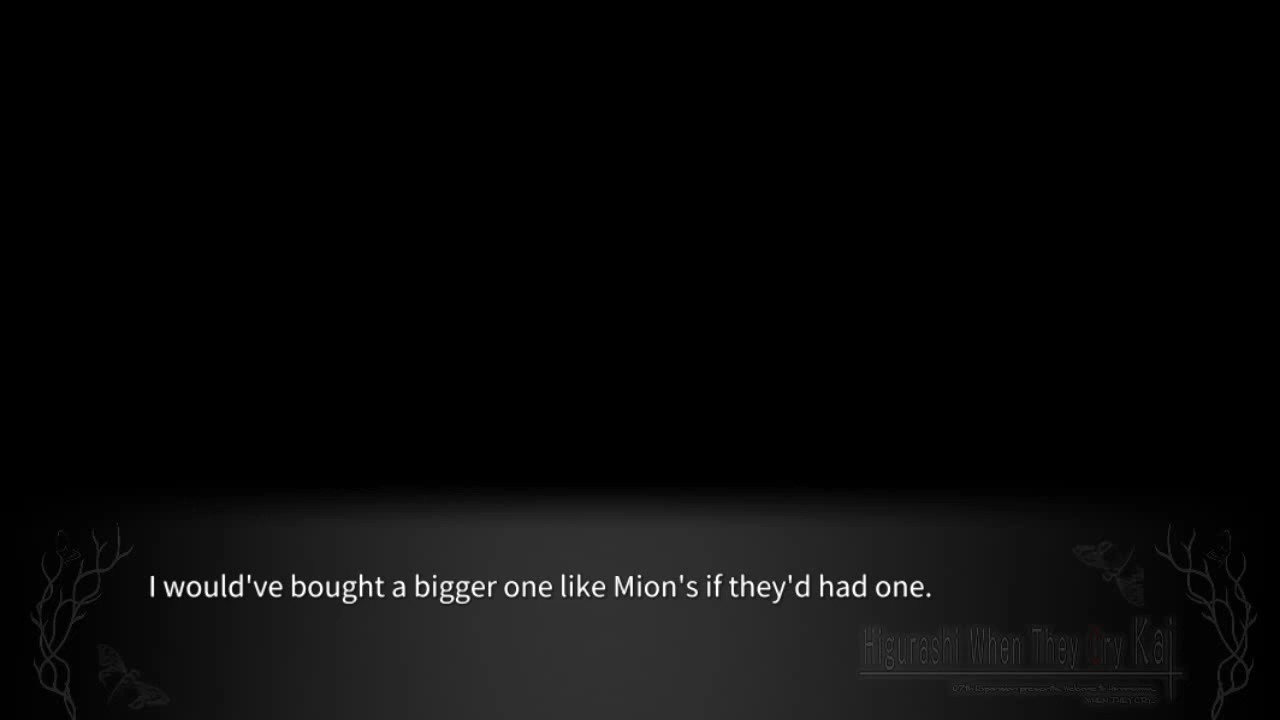 I would've bought a bigger one like Mion's if they'd had one.
Higurashi When They Cry Kai